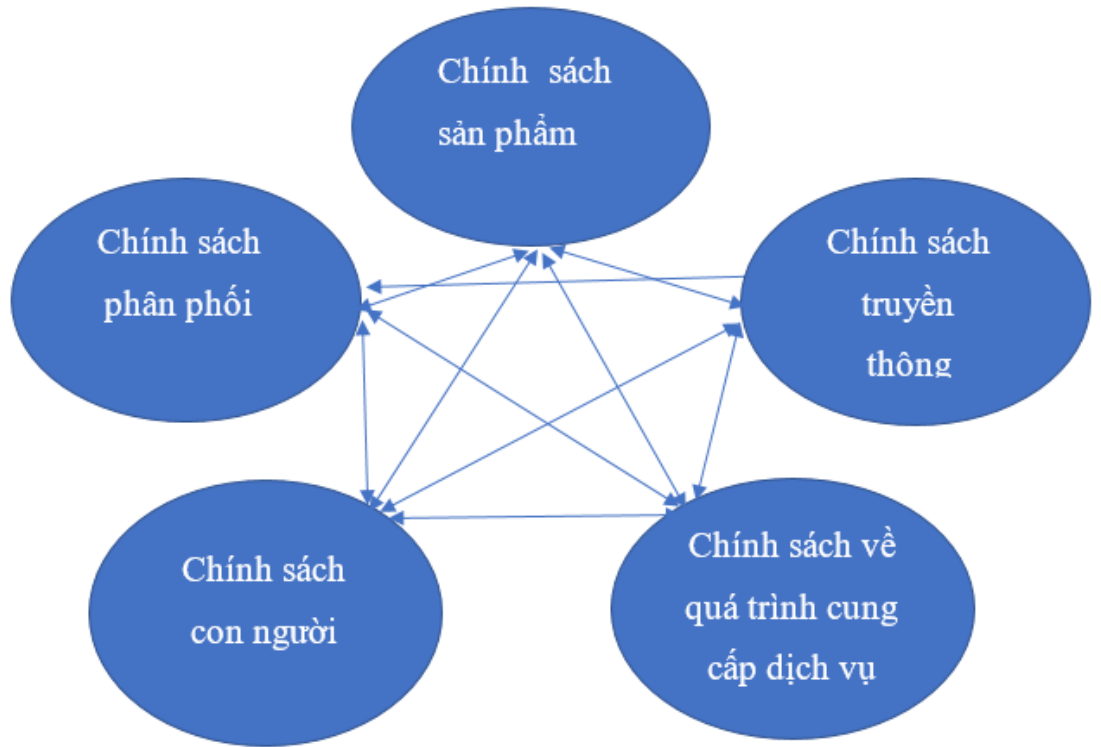 Chính sách
sản phẩm
Chính sách
phân phối
Chính sách
truyền
thông
Chính sách
con người
Chính sách về
quá trình cung
cấp dịch vụ